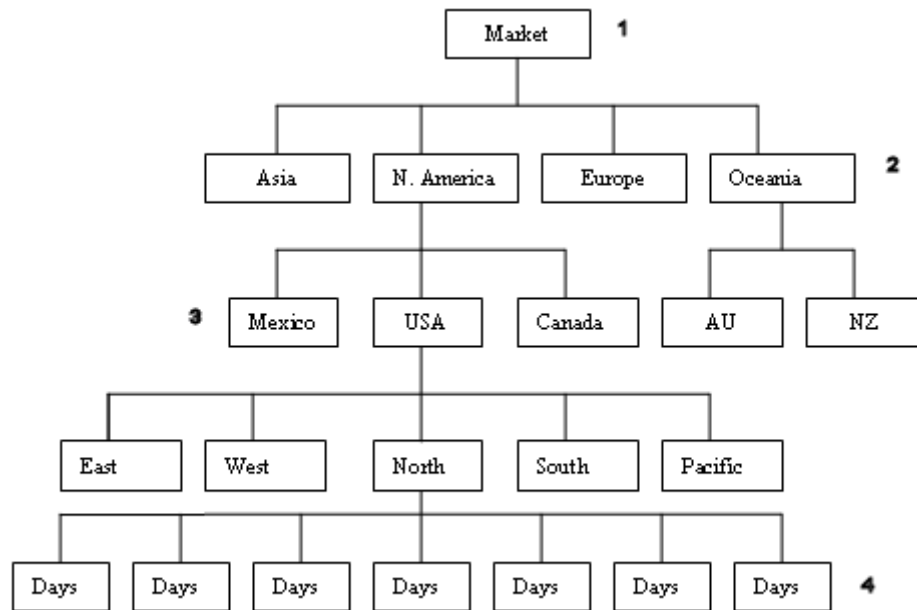 Market 1
Asia N. America Europe Oceania 2
3 Mexico USA Canada AU NZ
East West North South Pacific
Days Days Days Days Days Days Days 4